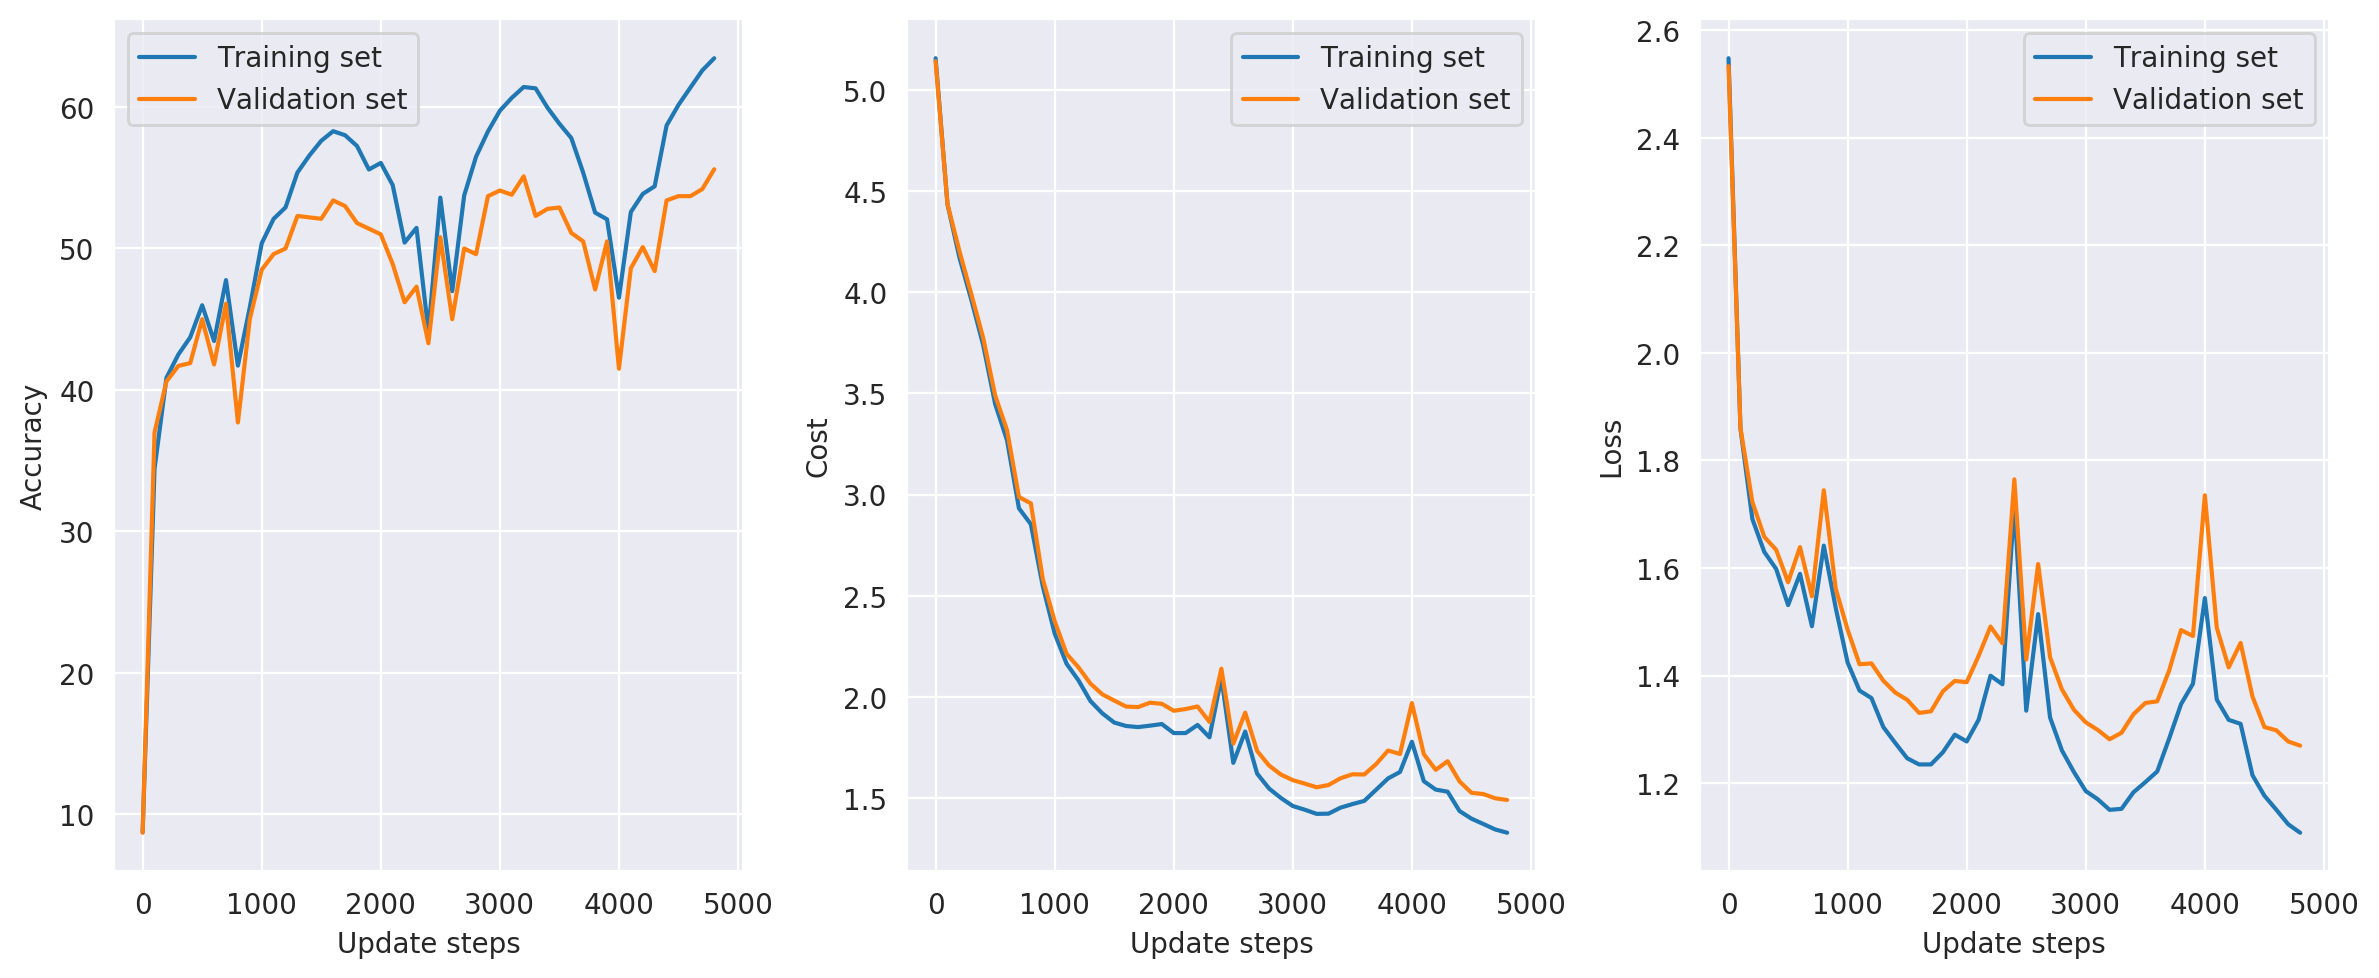 Training set
Validation set
Accuracy
60
50
40
30
20
10
0 1000 2000 3000 4000 5000
Update steps
Training set
Validation set
Cost
5.0
4.5
4.0
3.5
3.0
2.5
2.0
1.5
0 1000 2000 3000 4000 5000
Update steps
Training set
Validation set
Loss
2.6
2.4
2.2
2.0
1.8
1.6
1.4
1.2
0 1000 2000 3000 4000 5000
Update steps